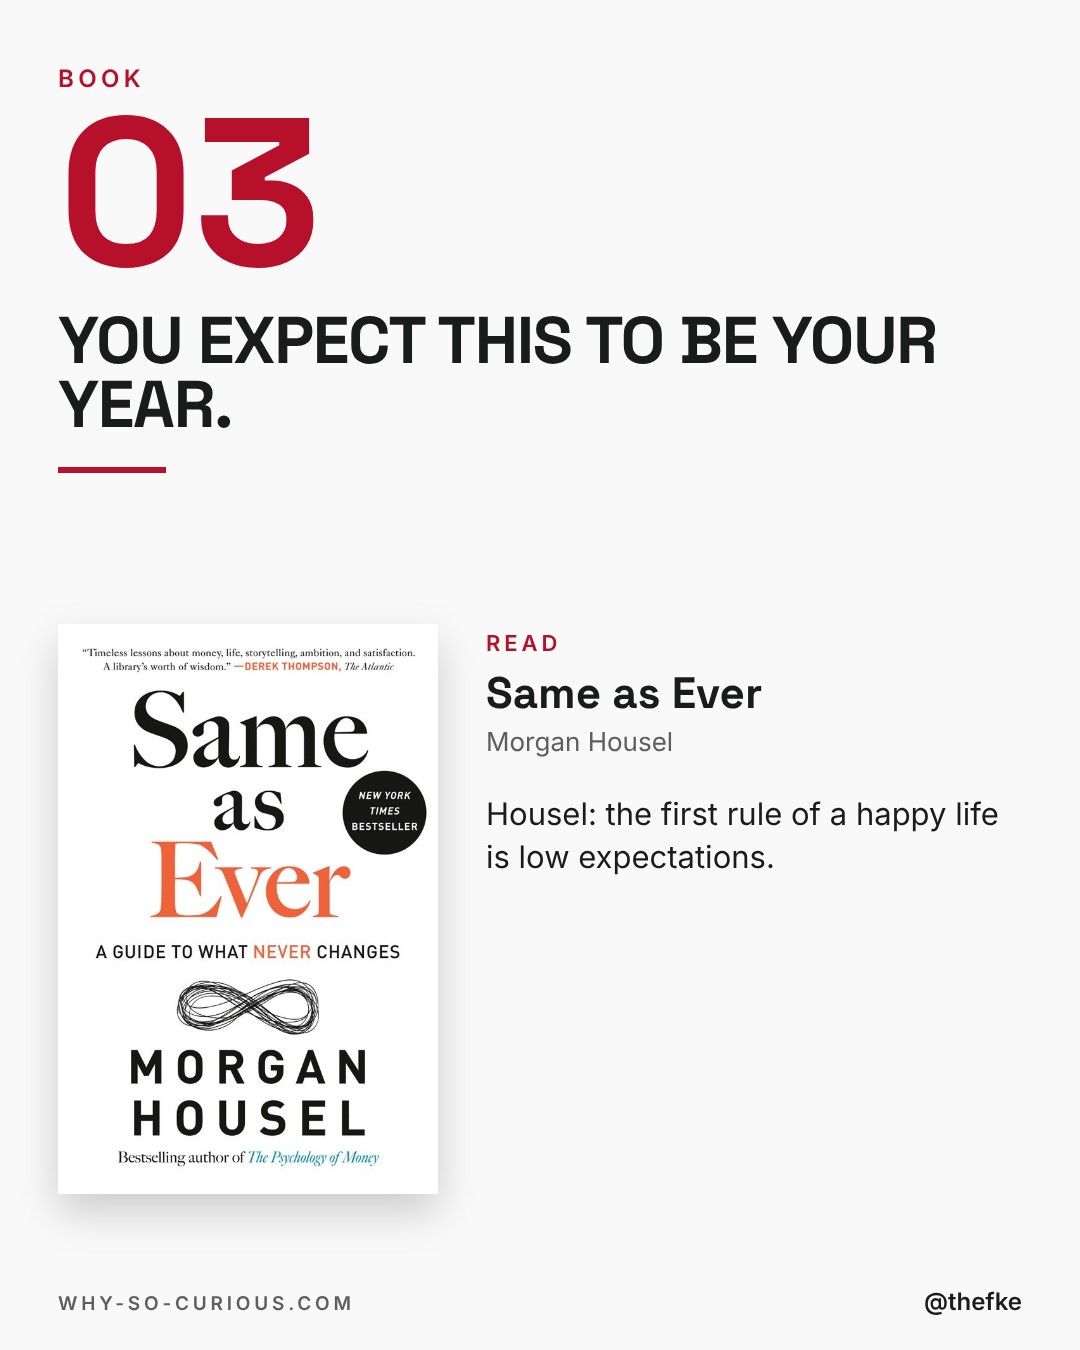 BOOK
03
YOU EXPECT THIS TO BE YOUR
YEAR.
“Timeless lessons about money, life, storytelling, ambition, and satisfaction.
A library’s worth of wisdom.” —DEREK THOMPSON, The Atlantic
Same
as
Ever
NEW YORK
TIMES
BESTSELLER
A GUIDE TO WHAT NEVER CHANGES
MORGAN
HOUSEL
Bestselling author of The Psychology of Money
READ
Same as Ever
Morgan Housel
Housel: the first rule of a happy life
is low expectations.
WHY-SO-CURIOUS.COM
@thefke